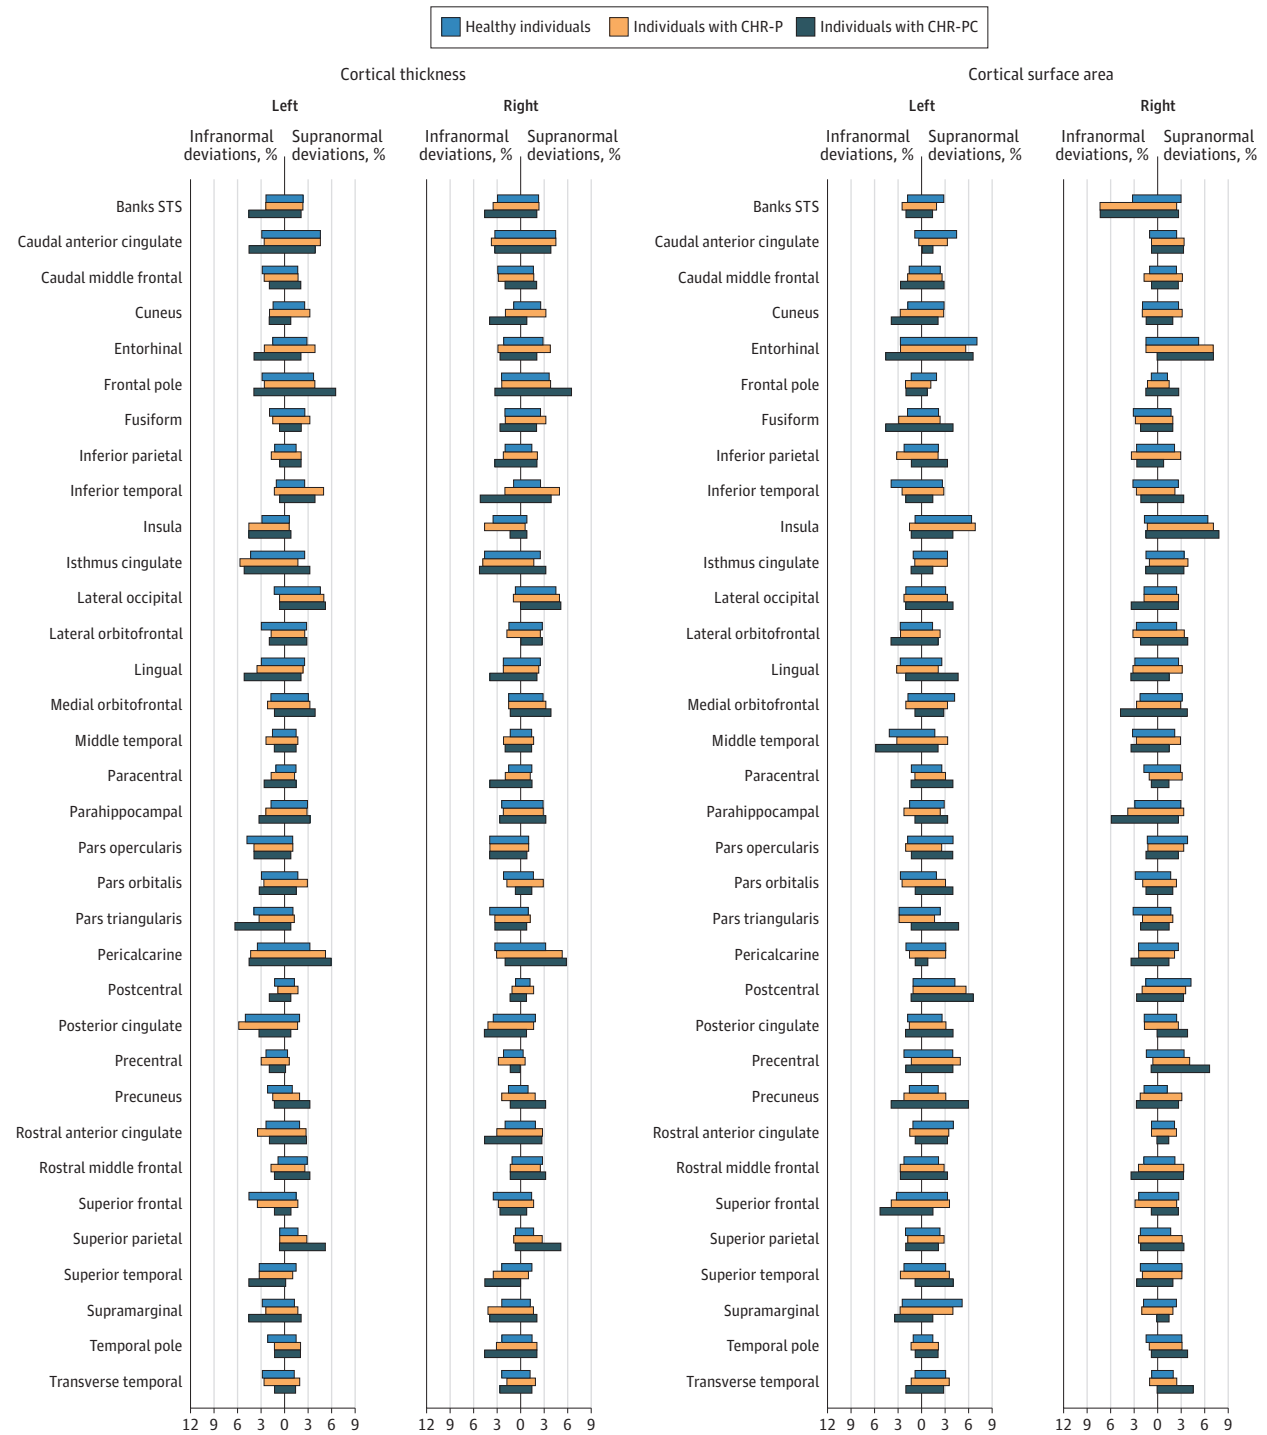 Healthy individuals Individuals with CHR-P Individuals with CHR-PC
Cortical thickness Cortical surface area
Left Right Left Right
Infranormal deviations, % Supranormal deviations, % Infranormal deviations, % Supranormal deviations, % Infranormal deviations, % Supranormal deviations, % Infranormal deviations, % Supranormal deviations, %
Banks STS Banks STS
Caudal anterior cingulate Caudal anterior cingulate
Caudal middle frontal Caudal middle frontal
Cuneus Cuneus
Entorhinal Entorhinal
Frontal pole Frontal pole
Fusiform Fusiform
Inferior parietal Inferior parietal
Inferior temporal Inferior temporal
Insula Insula
Isthmus cingulate Isthmus cingulate
Lateral occipital Lateral occipital
Lateral orbitofrontal Lateral orbitofrontal
Lingual Lingual
Medial orbitofrontal Medial orbitofrontal
Middle temporal Middle temporal
Paracentral Paracentral
Parahippocampal Parahippocampal
Pars opercularis Pars opercularis
Pars orbitalis Pars orbitalis
Pars triangularis Pars triangularis
Pericalcarine Pericalcarine
Postcentral Postcentral
Posterior cingulate Posterior cingulate
Precentral Precentral
Precuneus Precuneus
Rostral anterior cingulate Rostral anterior cingulate
Rostral middle frontal Rostral middle frontal
Superior frontal Superior frontal
Superior parietal Superior parietal
Superior temporal Superior temporal
Supramarginal Supramarginal
Temporal pole Temporal pole
Transverse temporal Transverse temporal
12 9 6 3 0 3 6 9 12 9 6 3 0 3 6 9 12 9 6 3 0 3 6 9 12 9 6 3 0 3 6 9